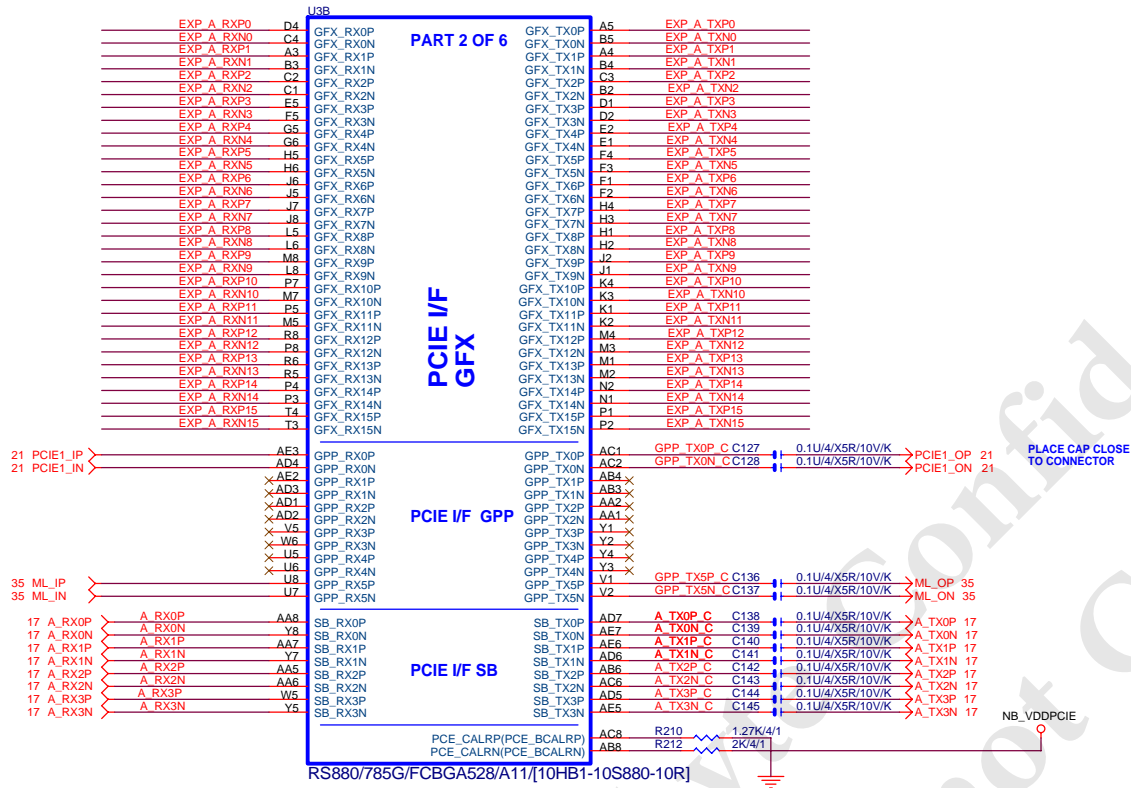 U3B
PART 2 OF 6
EXP_A_RXP0 D4 GFX_RX0P GFX_TX0P A5 EXP_A_TXP0
EXP_A_RXN0 C4 GFX_RX0N GFX_TX0N B5 EXP_A_TXN0
EXP_A_RXP1 A3 GFX_RX1P GFX_TX1P A4 EXP_A_TXP1
EXP_A_RXN1 B3 GFX_RX1N GFX_TX1N B4 EXP_A_TXN1
EXP_A_RXP2 C2 GFX_RX2P GFX_TX2P C3 EXP_A_TXP2
EXP_A_RXN2 C1 GFX_RX2N GFX_TX2N B2 EXP_A_TXN2
EXP_A_RXP3 E5 GFX_RX3P GFX_TX3P D1 EXP_A_TXP3
EXP_A_RXN3 F5 GFX_RX3N GFX_TX3N D2 EXP_A_TXN3
EXP_A_RXP4 G5 GFX_RX4P GFX_TX4P E2 EXP_A_TXP4
EXP_A_RXN4 G6 GFX_RX4N GFX_TX4N E1 EXP_A_TXN4
EXP_A_RXP5 H5 GFX_RX5P GFX_TX5P F4 EXP_A_TXP5
EXP_A_RXN5 H6 GFX_RX5N GFX_TX5N F3 EXP_A_TXN5
EXP_A_RXP6 J6 GFX_RX6P GFX_TX6P F1 EXP_A_TXP6
EXP_A_RXN6 J5 GFX_RX6N GFX_TX6N F2 EXP_A_TXN6
EXP_A_RXP7 J7 GFX_RX7P GFX_TX7P H4 EXP_A_TXP7
EXP_A_RXN7 J8 GFX_RX7N GFX_TX7N H3 EXP_A_TXN7
EXP_A_RXP8 L5 GFX_RX8P GFX_TX8P H1 EXP_A_TXP8
EXP_A_RXN8 L6 GFX_RX8N GFX_TX8N H2 EXP_A_TXN8
EXP_A_RXP9 M8 GFX_RX9P GFX_TX9P J2 EXP_A_TXP9
EXP_A_RXN9 L8 GFX_RX9N GFX_TX9N J1 EXP_A_TXN9
EXP_A_RXP10 P7 GFX_RX10P GFX_TX10P K4 EXP_A_TXP10
EXP_A_RXN10 M7 GFX_RX10N GFX_TX10N K3 EXP_A_TXN10
EXP_A_RXP11 P5 GFX_RX11P GFX_TX11P K1 EXP_A_TXP11
EXP_A_RXN11 M5 GFX_RX11N GFX_TX11N K2 EXP_A_TXN11
EXP_A_RXP12 R8 GFX_RX12P GFX_TX12P M4 EXP_A_TXP12
EXP_A_RXN12 P8 GFX_RX12N GFX_TX12N M3 EXP_A_TXN12
EXP_A_RXP13 R6 GFX_RX13P GFX_TX13P M1 EXP_A_TXP13
EXP_A_RXN13 R5 GFX_RX13N GFX_TX13N M2 EXP_A_TXN13
EXP_A_RXP14 P4 GFX_RX14P GFX_TX14P N2 EXP_A_TXP14
EXP_A_RXN14 P3 GFX_RX14N GFX_TX14N N1 EXP_A_TXN14
EXP_A_RXP15 T4 GFX_RX15P GFX_TX15P P1 EXP_A_TXP15
EXP_A_RXN15 T3 GFX_RX15N GFX_TX15N P2 EXP_A_TXN15
PCIE I/F
GFX
21 PCIE1_IP AE3 GPP_RX0P GPP_TX0P AC1 GPP_TX0P_C C127 0.1U/4/X5R/10V/K PCIE1_OP 21
21 PCIE1_IN AD4 GPP_RX0N GPP_TX0N AC2 GPP_TX0N_C C128 0.1U/4/X5R/10V/K PCIE1_ON 21
PLACE CAP CLOSE
TO CONNECTOR
AE2 GPP_RX1P GPP_TX1P AB4
AD3 GPP_RX1N GPP_TX1N AB3
AD1 GPP_RX2P GPP_TX2P AA2
AD2 GPP_RX2N GPP_TX2N AA1
PCIE I/F GPP
V5 GPP_RX3P GPP_TX3P Y1
W6 GPP_RX3N GPP_TX3N Y2
U5 GPP_RX4P GPP_TX4P Y4
U6 GPP_RX4N GPP_TX4N Y3
35 ML_IP U8 GPP_RX5P GPP_TX5P V1 GPP_TX5P_C C136 0.1U/4/X5R/10V/K ML_OP 35
35 ML_IN U7 GPP_RX5N GPP_TX5N V2 GPP_TX5N_C C137 0.1U/4/X5R/10V/K ML_ON 35
17 A_RX0P A_RX0P AA8 SB_RX0P SB_TX0P AD7 A_TX0P_C C138 0.1U/4/X5R/10V/K A_TX0P 17
17 A_RX0N A_RX0N Y8 SB_RX0N SB_TX0N AE7 A_TX0N_C C139 0.1U/4/X5R/10V/K A_TX0N 17
17 A_RX1P A_RX1P AA7 SB_RX1P SB_TX1P AE6 A_TX1P_C C140 0.1U/4/X5R/10V/K A_TX1P 17
17 A_RX1N A_RX1N Y7 SB_RX1N SB_TX1N AD6 A_TX1N_C C141 0.1U/4/X5R/10V/K A_TX1N 17
17 A_RX2P A_RX2P AA5 SB_RX2P SB_TX2P AB6 A_TX2P_C C142 0.1U/4/X5R/10V/K A_TX2P 17
17 A_RX2N A_RX2N AA6 SB_RX2N SB_TX2N AC6 A_TX2N_C C143 0.1U/4/X5R/10V/K A_TX2N 17
17 A_RX3P A_RX3P W5 SB_RX3P SB_TX3P AD5 A_TX3P_C C144 0.1U/4/X5R/10V/K A_TX3P 17
17 A_RX3N A_RX3N Y5 SB_RX3N SB_TX3N AE5 A_TX3N_C C145 0.1U/4/X5R/10V/K A_TX3N 17
PCIE I/F SB
NB_VDDPCIE
PCE_CALRP(PCE_BCALRP) AC8 R210 1.27K/4/1
PCE_CALRN(PCE_BCALRN) AB8 R212 2K/4/1
RS880/785G/FCBGA528/A11/[10HB1-10S880-10R]